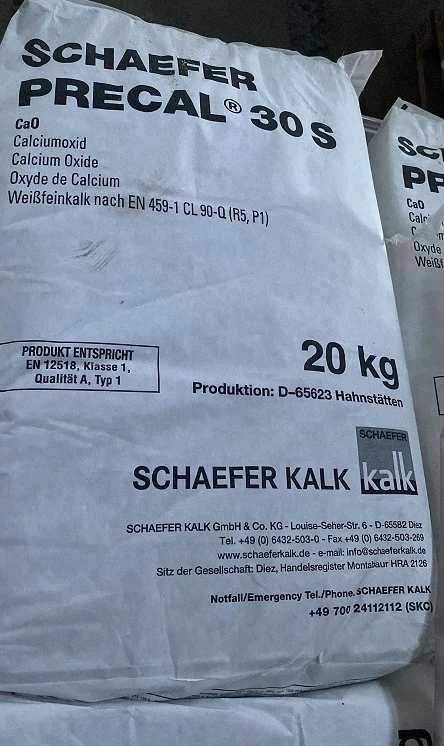 SCHAEFER
PRECAL® 30 S
CaO
Calciumoxid
Calcium Oxide
Oxyde de Calcium
Weißfeinkalk nach EN 459-1 CL 90-Q (R5, P1)
PRODUKT ENTSPRICHT
EN 12518, Klasse 1,
Qualität A, Typ 1
20 kg
Produktion: D–65623 Hahnstätten
SCHAEFER KALK
SCHAEFER
kalk
SCHAEFER KALK GmbH & Co. KG - Louise-Seher-Str. 6 - D-65582 Diez
Tel. +49 (0) 6432-503-0 - Fax +49 (0) 6432-503-269
www.schaeferkalk.de - e-mail: info@schaeferkalk.de
Sitz der Gesellschaft: Diez, Handelsregister Montabaur HRA 2126
Notfall/Emergency Tel./Phone. SCHAEFER KALK
+49 700 24112112 (SKC)
SC
PR
CaO
Calc
Oxyde
Weißf